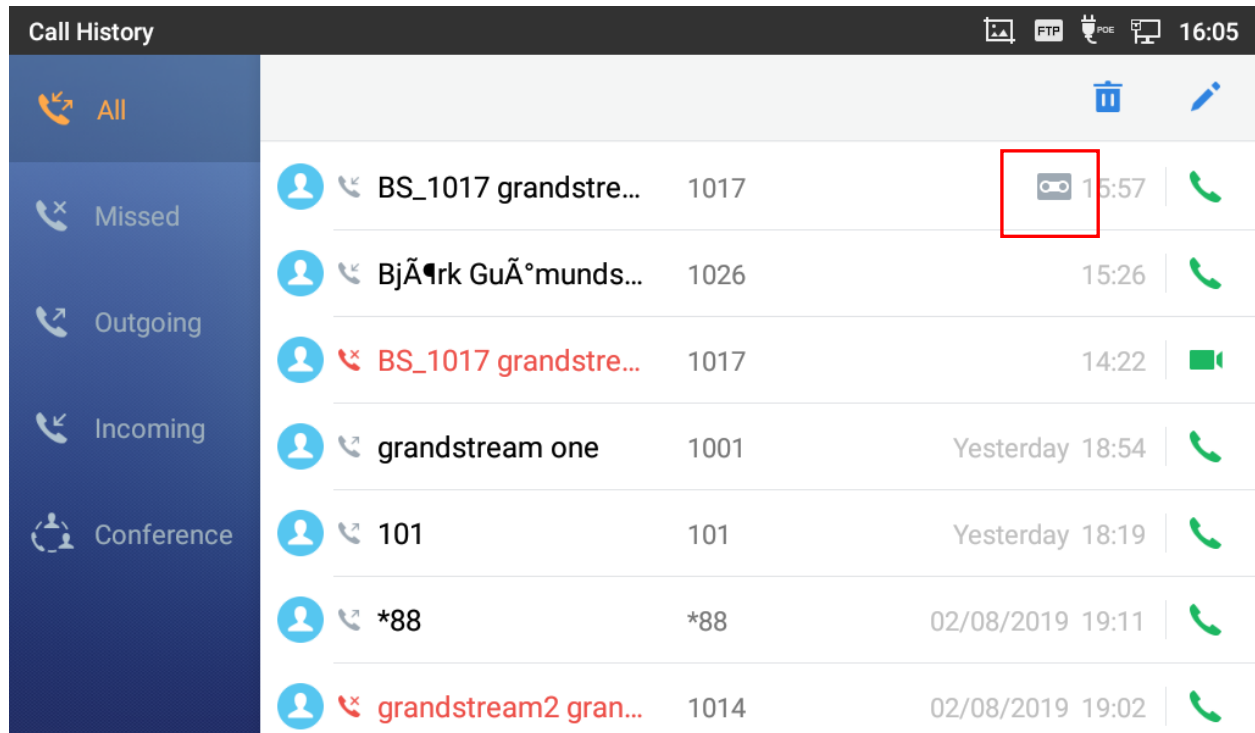 Call History FTP POE 16:05
All
Missed
Outgoing
Incoming
Conference
BS_1017 grandstre... 1017 15:57
BjÃ¶rk GuÃ°munds... 1026 15:26
BS_1017 grandstre... 1017 14:22
grandstream one 1001 Yesterday 18:54
101 101 Yesterday 18:19
*88 *88 02/08/2019 19:11
grandstream2 gran... 1014 02/08/2019 19:02